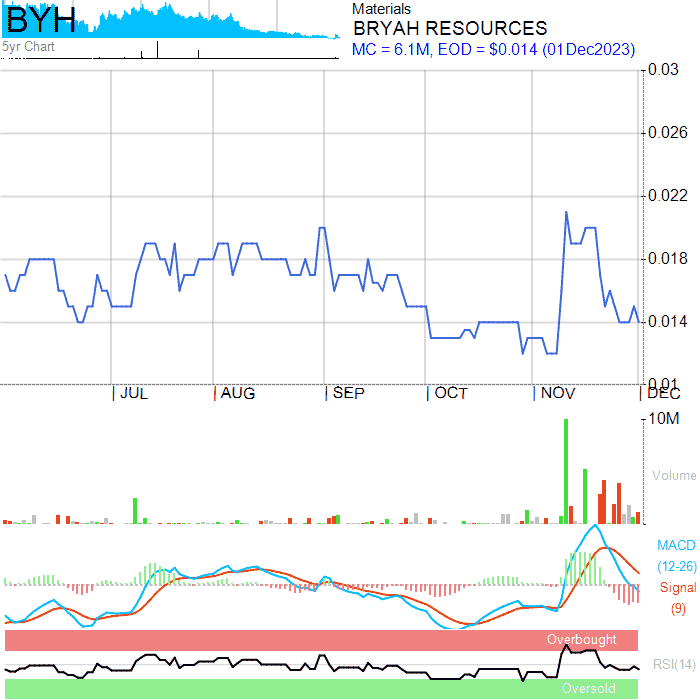 BYH
5yr Chart
Materials
BRYAH RESOURCES
MC = 6.1M, EOD = $0.014 (01Dec2023)
0.03
0.026
0.022
0.018
0.014
0.01
JUL AUG SEP OCT NOV DEC
10M
Volume
MACD
(12-26)
Signal
(9)
Overbought
RSI(14)
Oversold